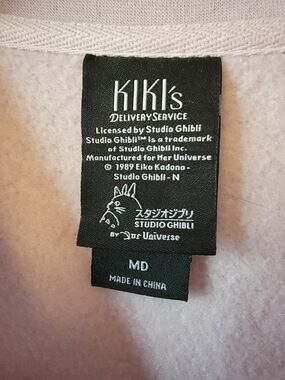 KIKI's
DELIVERY SERVICE
Licensed by Studio Ghibli
Studio Ghibli™ is a trademark
of Studio Ghibli Inc.
Manufactured for Her Universe
© 1989 Eiko Kadono -
Studio Ghibli - N
スタジオジブリ
STUDIO GHIBLI
BY Her Universe
MD
MADE IN CHINA